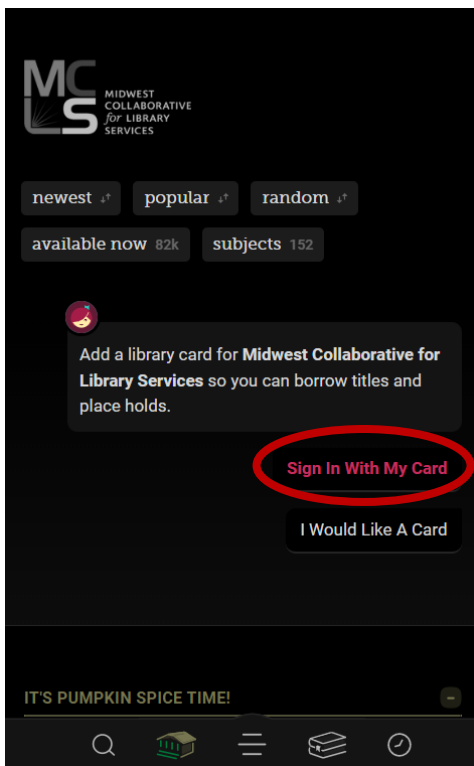 MCLS
MIDWEST
COLLABORATIVE
for LIBRARY
SERVICES
newest popular random
available now 82k subjects 152
Add a library card for Midwest Collaborative for
Library Services so you can borrow titles and
place holds.
Sign In With My Card
I Would Like A Card
IT'S PUMPKIN SPICE TIME!